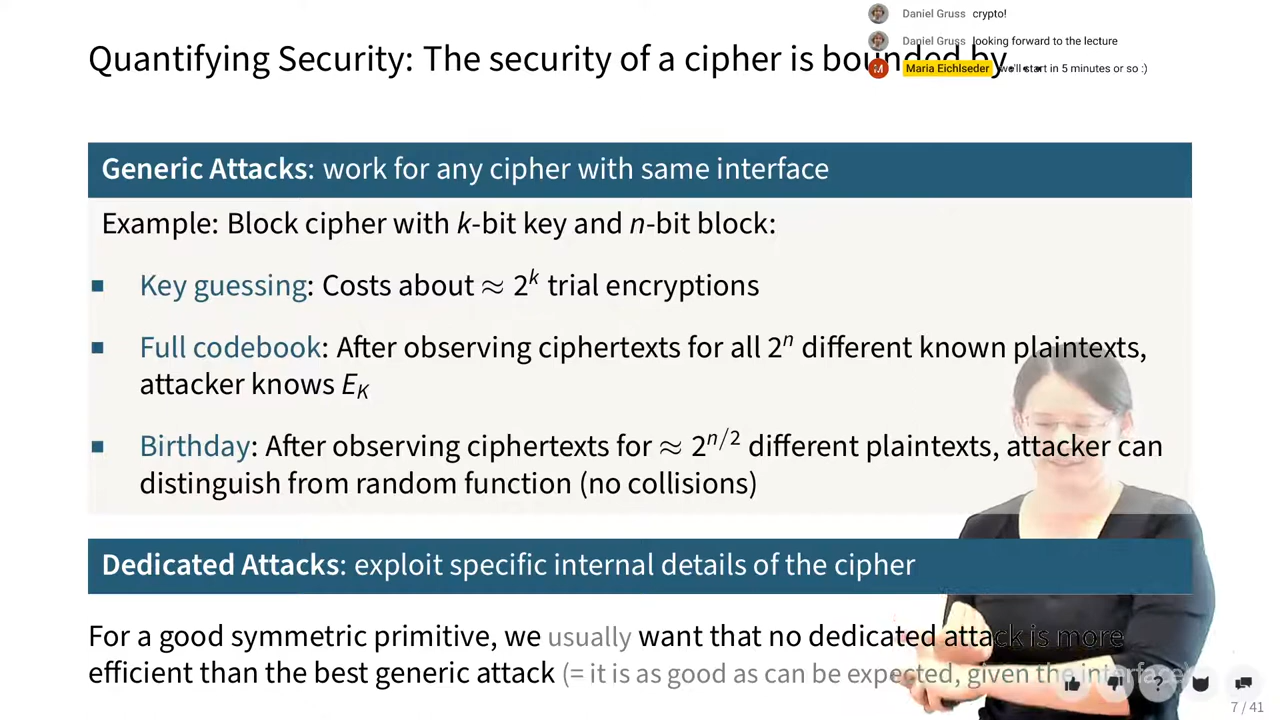 Daniel Gruss crypto!
Daniel Gruss looking forward to the lecture
Quantifying Security: The security of a cipher is bounded by...
Maria Eichlseder we'll start in 5 minutes or so :)
Generic Attacks: work for any cipher with same interface
Example: Block cipher with k-bit key and n-bit block:
■ Key guessing: Costs about ≈ 2^k trial encryptions
■ Full codebook: After observing ciphertexts for all 2^n different known plaintexts,
attacker knows E_K
■ Birthday: After observing ciphertexts for ≈ 2^{n/2} different plaintexts, attacker can
distinguish from random function (no collisions)
Dedicated Attacks: exploit specific internal details of the cipher
For a good symmetric primitive, we usually want that no dedicated attack is more
efficient than the best generic attack (= it is as good as can be expected, given the interface)
7 / 41